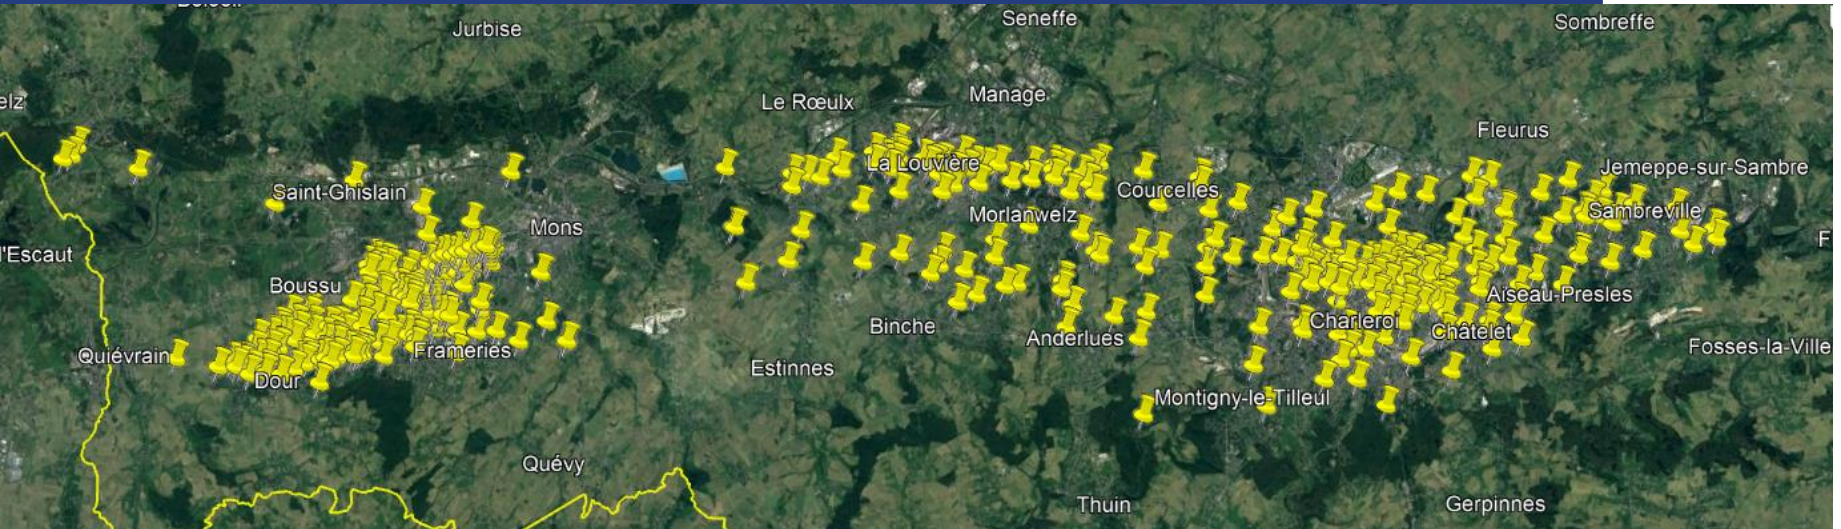 Seneffe
Sombreffe
Jurbise
elz
Le Rœulx
Manage
Fleurus
La Louvière
Jemeppe-sur-Sambre
Saint-Ghislain
Courcelles
Mons
Morlanwelz
Sambreville
l'Escaut
F
Boussu
Aiseau-Presles
Binche
Charleroi
Châtelet
Anderlues
Quiévrain
Frameries
Fosses-la-Ville
Estinnes
Dour
Montigny-le-Tilleul
Quévy
Thuin
Gerpinnes